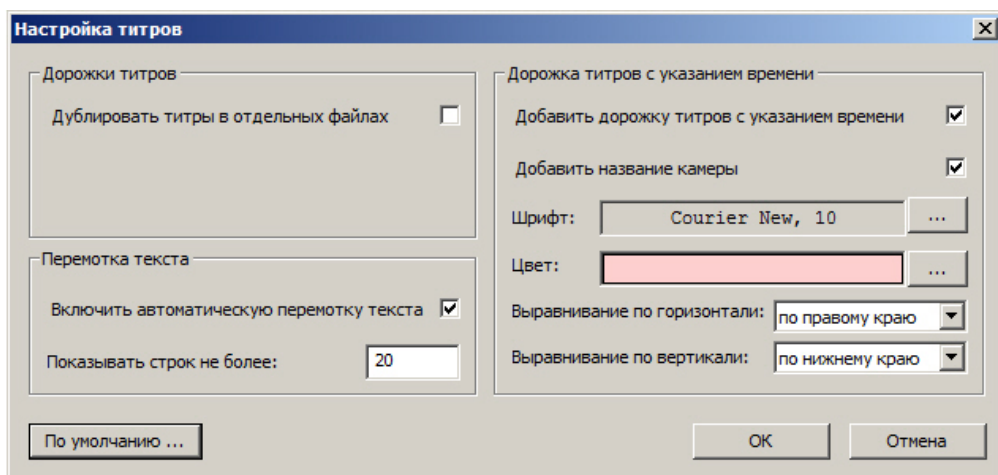 Настройка титров
Дорожки титров
Дублировать титры в отдельных файлах
Перемотка текста
Включить автоматическую перемотку текста
Показывать строк не более: 20
Дорожка титров с указанием времени
Добавить дорожку титров с указанием времени
Добавить название камеры
Шрифт: Courier New, 10 ...
Цвет: ...
Выравнивание по горизонтали: по правому краю
Выравнивание по вертикали: по нижнему краю
По умолчанию ... OK Отмена